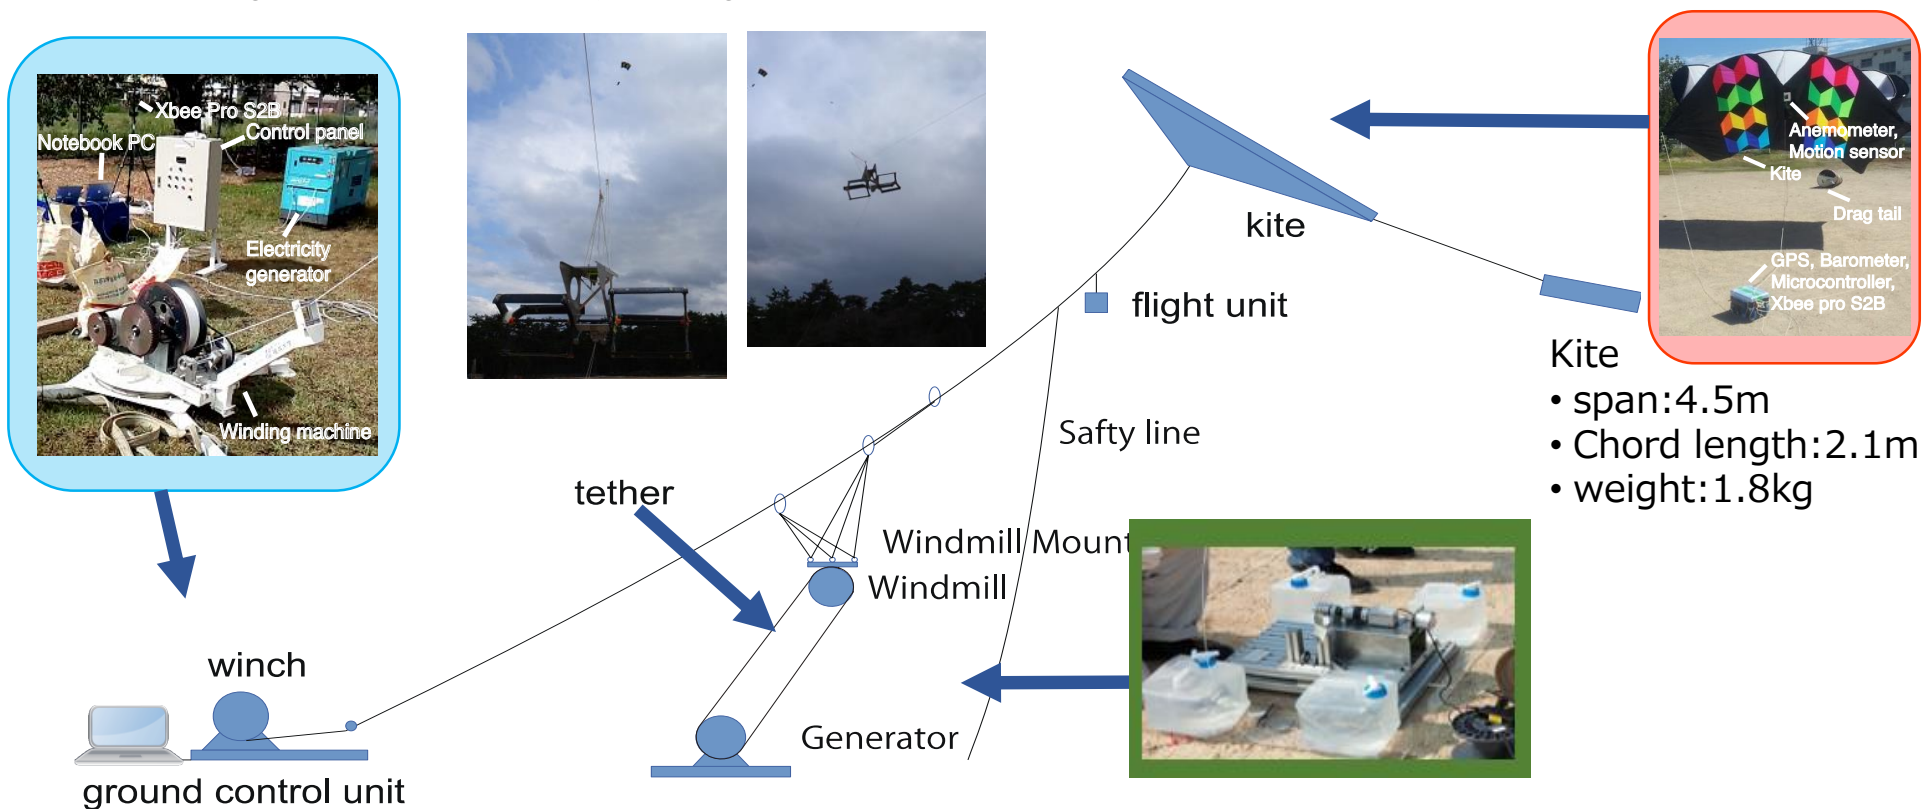 Xbee Pro S2B
Control panel
Notebook PC
Electricity
generator
Winding machine
Anemometer,
Motion sensor
Kite
Drag tail
GPS, Barometer,
Microcontroller,
Xbee pro S2B
kite
flight unit
Kite
• span:4.5m
• Chord length:2.1m
• weight:1.8kg
Safty line
tether
Windmill Mount
Windmill
winch
Generator
ground control unit